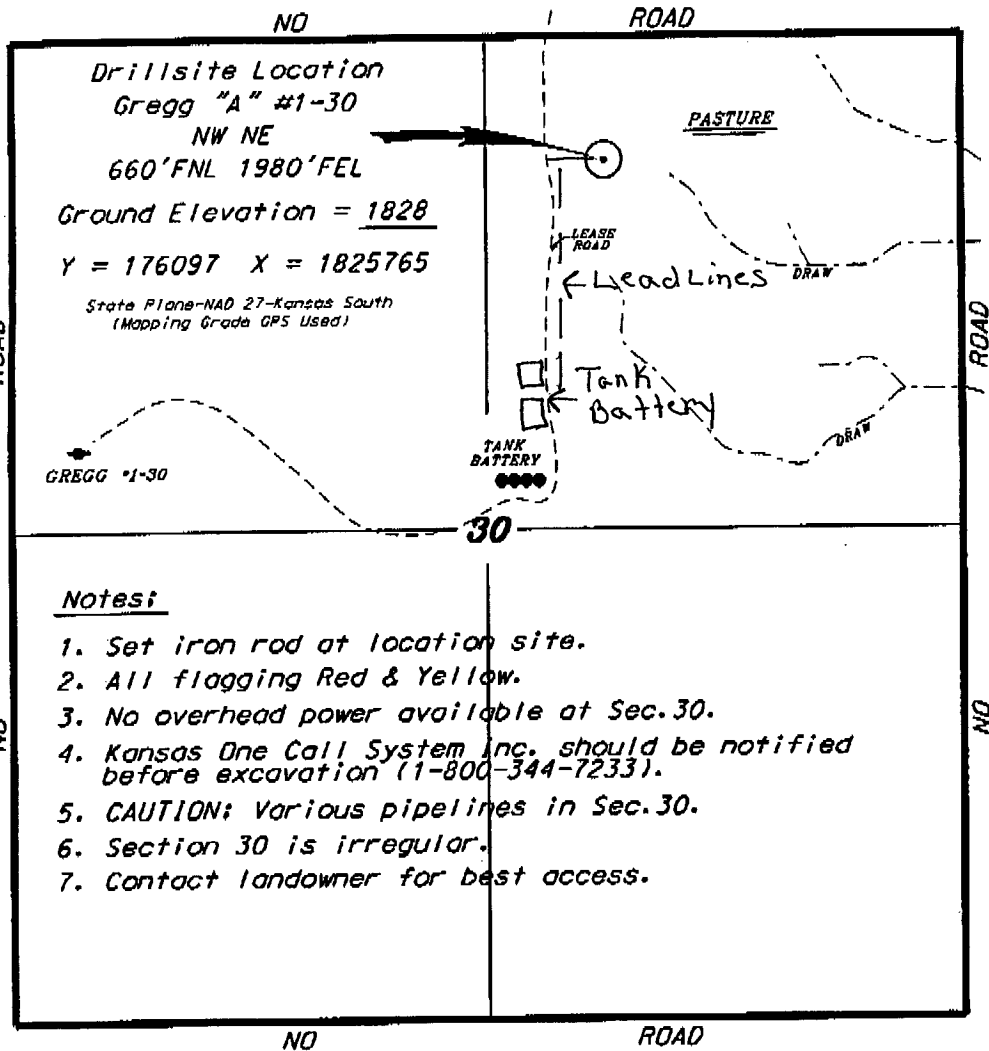 NO ROAD
Drillsite Location
Gregg "A" #1-30
NW NE
660'FNL 1980'FEL
Ground Elevation = 1828
Y = 176097 X = 1825765
State Plane-NAD 27-Kansas South
(Mapping Grade GPS Used)
PASTURE
LEASE
ROAD
Lead Lines
DRAW
Tank
Battery
DRAW
TANK
BATTERY
GREGG #1-30
30
ROAD
ROAD
Notes:
1. Set iron rod at location site.
2. All flagging Red & Yellow.
3. No overhead power available at Sec.30.
4. Kansas One Call System Inc. should be notified
before excavation (1-800-344-7233).
5. CAUTION: Various pipelines in Sec.30.
6. Section 30 is irregular.
7. Contact landowner for best access.
NO
NO
NO ROAD